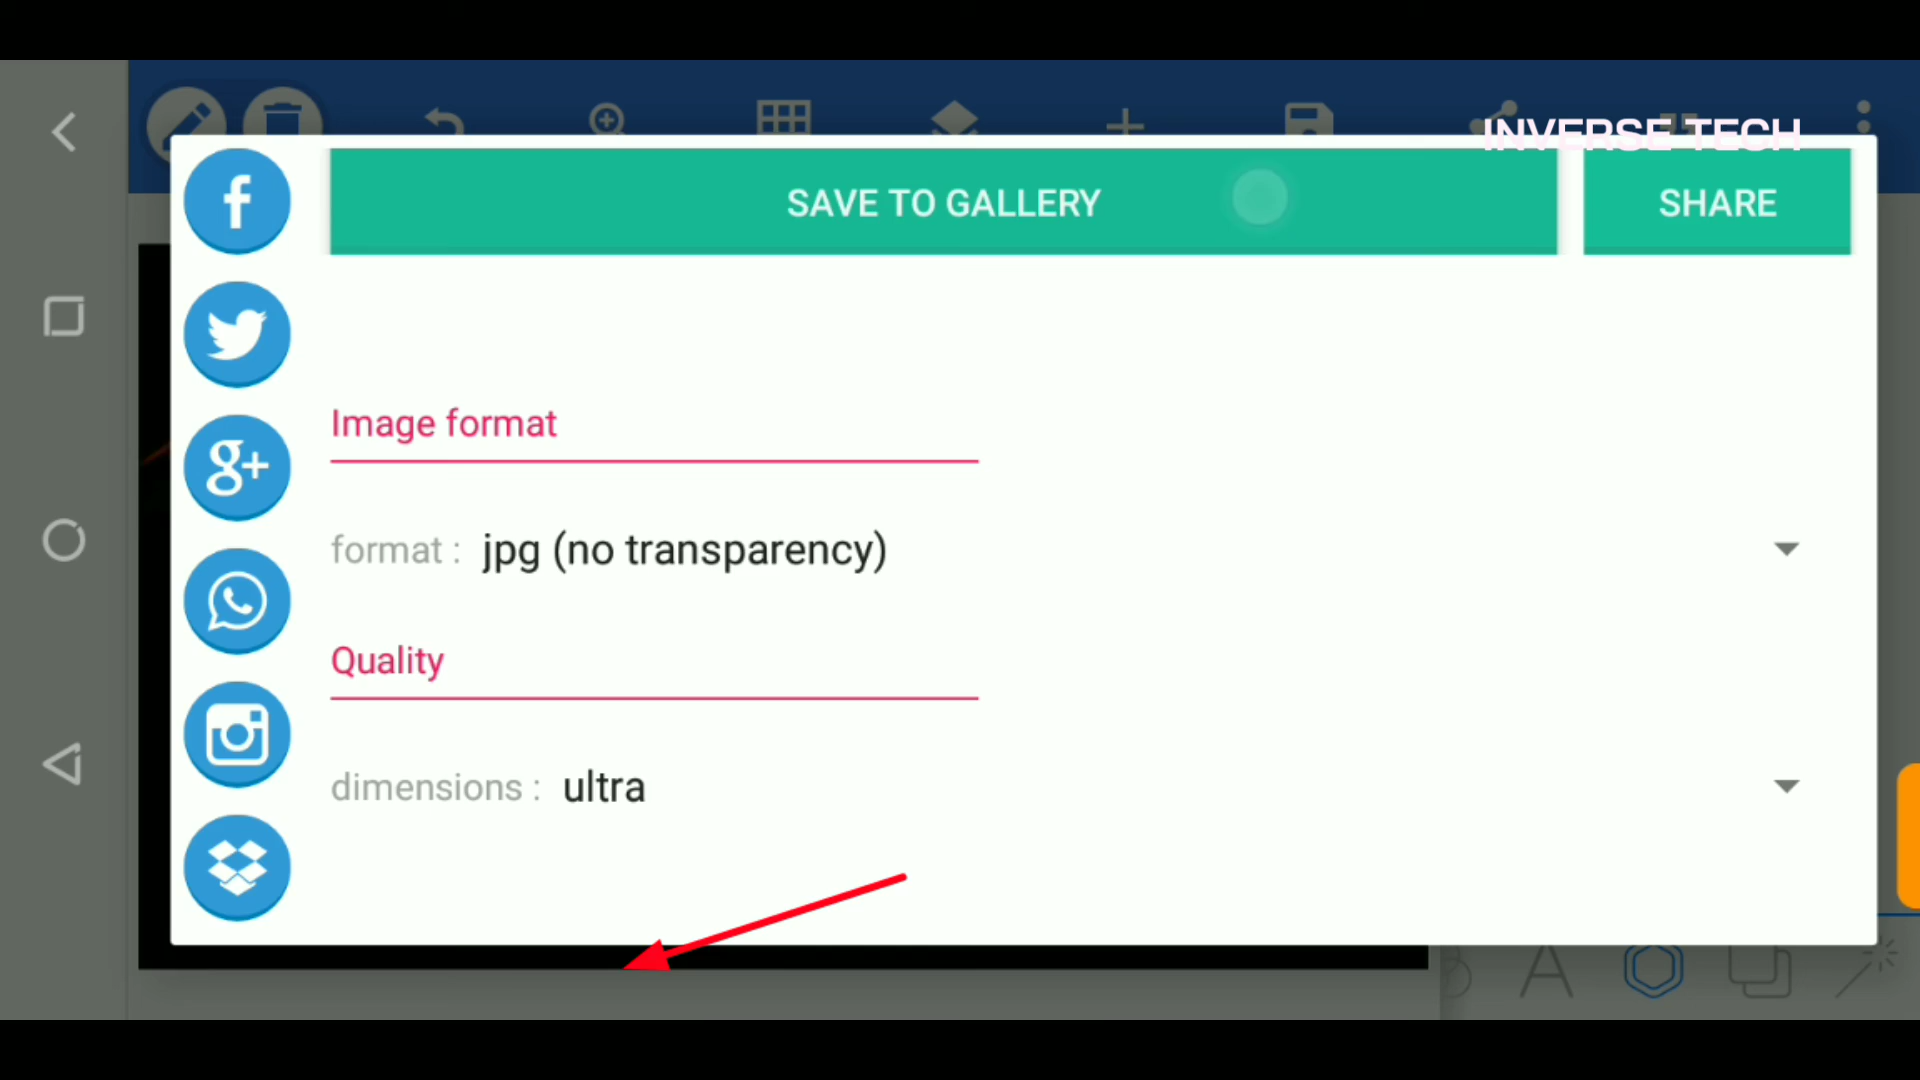 INVERSE TECH
SAVE TO GALLERY
SHARE
Image format
format : jpg (no transparency)
Quality
dimensions : ultra